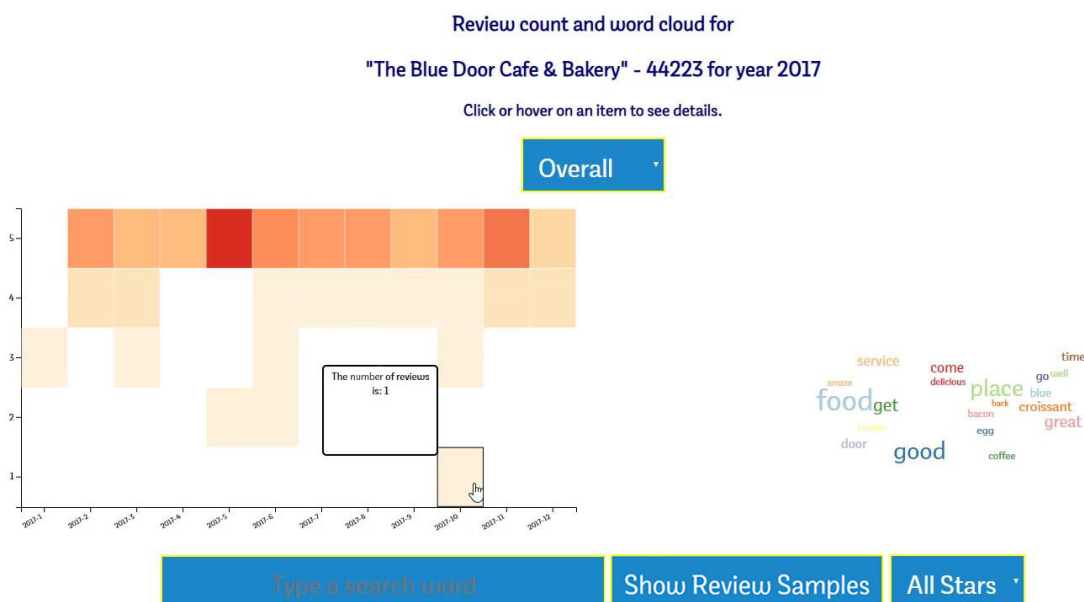 Review count and word cloud for
"The Blue Door Cafe & Bakery" - 44223 for year 2017
Click or hover on an item to see details.
Overall
5
4
3
2
1
The number of reviews
is: 1
2017-1
2017-2
2017-3
2017-4
2017-5
2017-6
2017-7
2017-8
2017-9
2017-10
2017-11
2017-12
time
service
come
go
well
amaze
delicious
place
blue
food
get
back
croissant
bacon
great
make
egg
door
good
coffee
Type a search word
Show Review Samples
All Stars